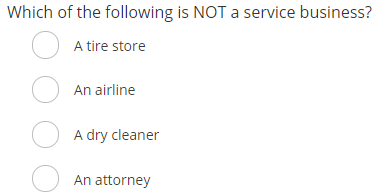 Which of the following is NOT a service business?
A tire store
An airline
A dry cleaner
An attorney